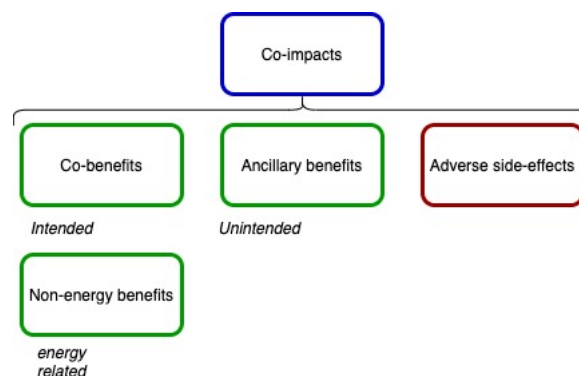 Co-impacts
Co-benefits
Ancillary benefits
Adverse side-effects
Intended
Unintended
Non-energy benefits
energy
related